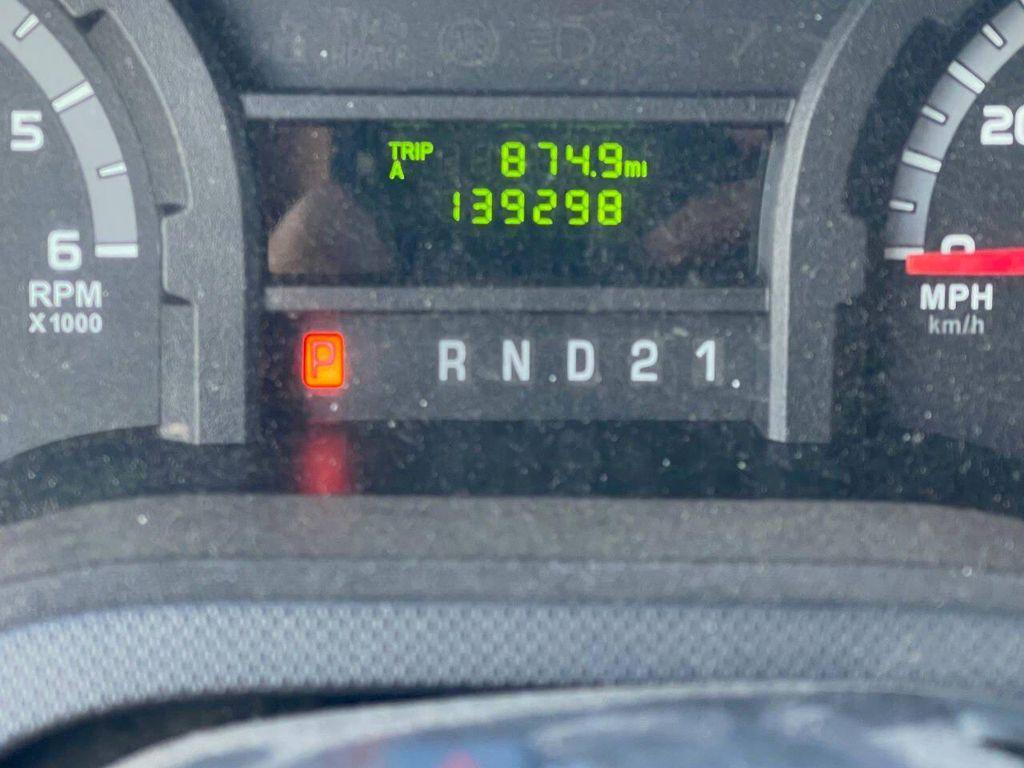 5
6
RPM
X1000
TRIP A 874.9mi
139298
P R N D 2 1
20
0
MPH
km/h